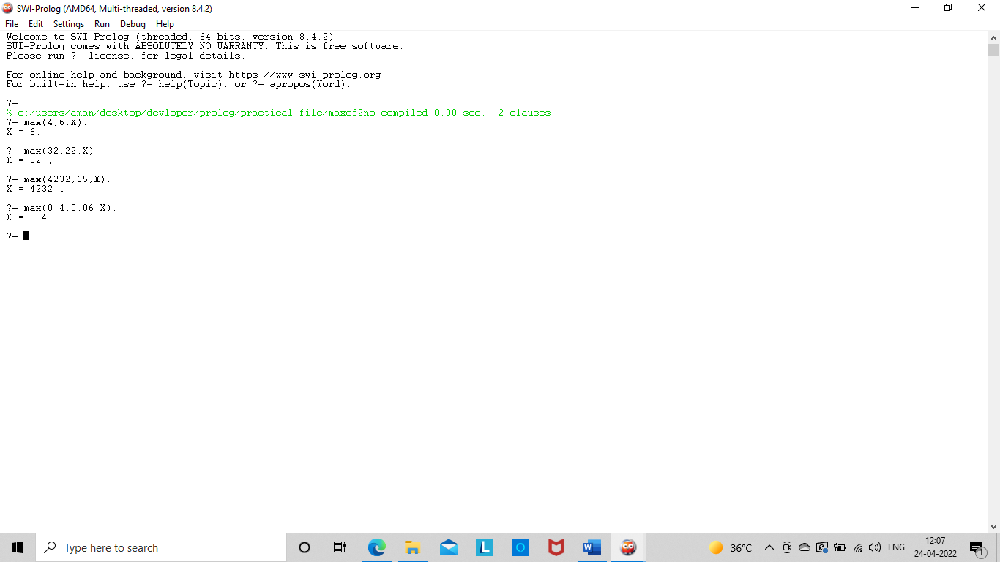 SWI-Prolog (AMD64, Multi-threaded, version 8.4.2)
File Edit Settings Run Debug Help
Welcome to SWI-Prolog (threaded, 64 bits, version 8.4.2)
SWI-Prolog comes with ABSOLUTELY NO WARRANTY. This is free software.
Please run ?- license. for legal details.
For online help and background, visit https://www.swi-prolog.org
For built-in help, use ?- help(Topic). or ?- apropos(Word).
?-
% c:/users/aman/desktop/devloper/prolog/practical file/maxof2no compiled 0.00 sec, -2 clauses
?- max(4,6,X).
X = 6.
?- max(32,22,X).
X = 32 .
?- max(4232,65,X).
X = 4232 .
?- max(0.4,0.06,X).
X = 0.4 .
?-
Type here to search
L
W
36°C
ENG
12:07
24-04-2022
1